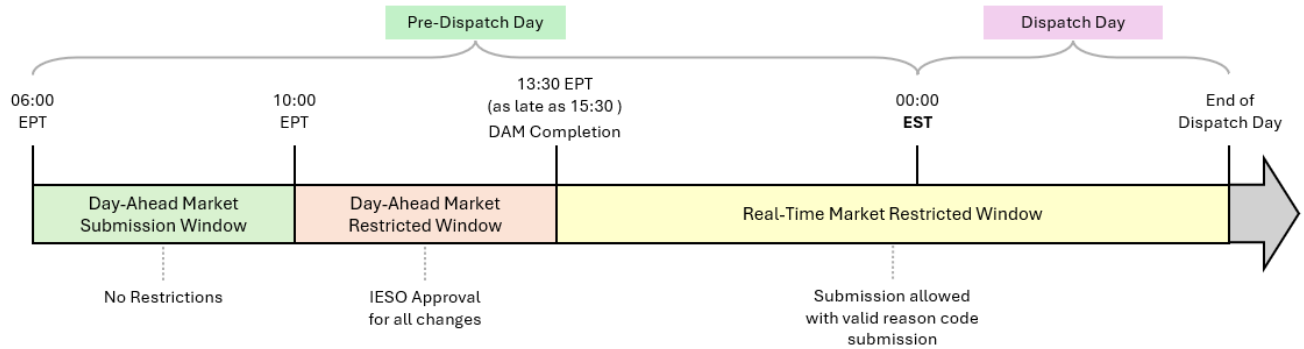 Pre-Dispatch Day
Dispatch Day
06:00
EPT
10:00
EPT
13:30 EPT
(as late as 15:30 )
DAM Completion
00:00
EST
End of
Dispatch Day
Day-Ahead Market
Submission Window
Day-Ahead Market
Restricted Window
Real-Time Market Restricted Window
No Restrictions
IESO Approval
for all changes
Submission allowed
with valid reason code
submission